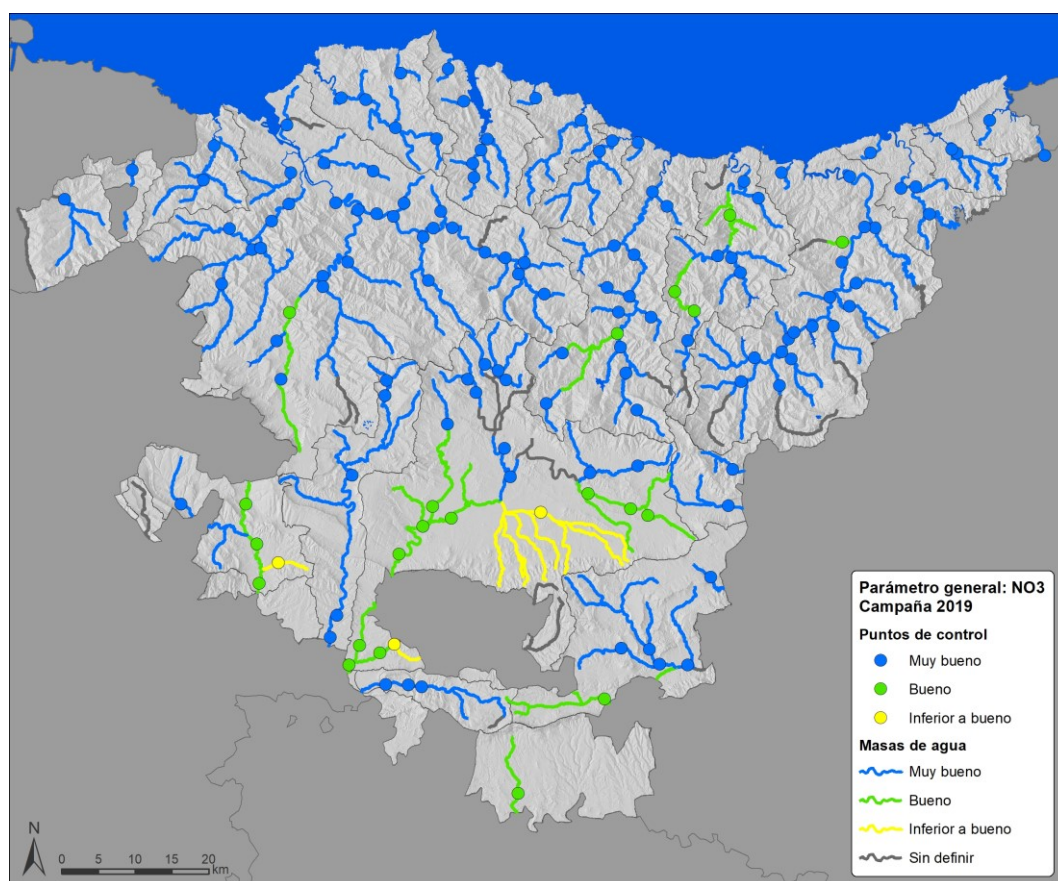 Parámetro general: NO3
Campaña 2019
Puntos de control
Muy bueno
Bueno
Inferior a bueno
Masas de agua
Muy bueno
Bueno
Inferior a bueno
Sin definir
N
0 5 10 15 20
km